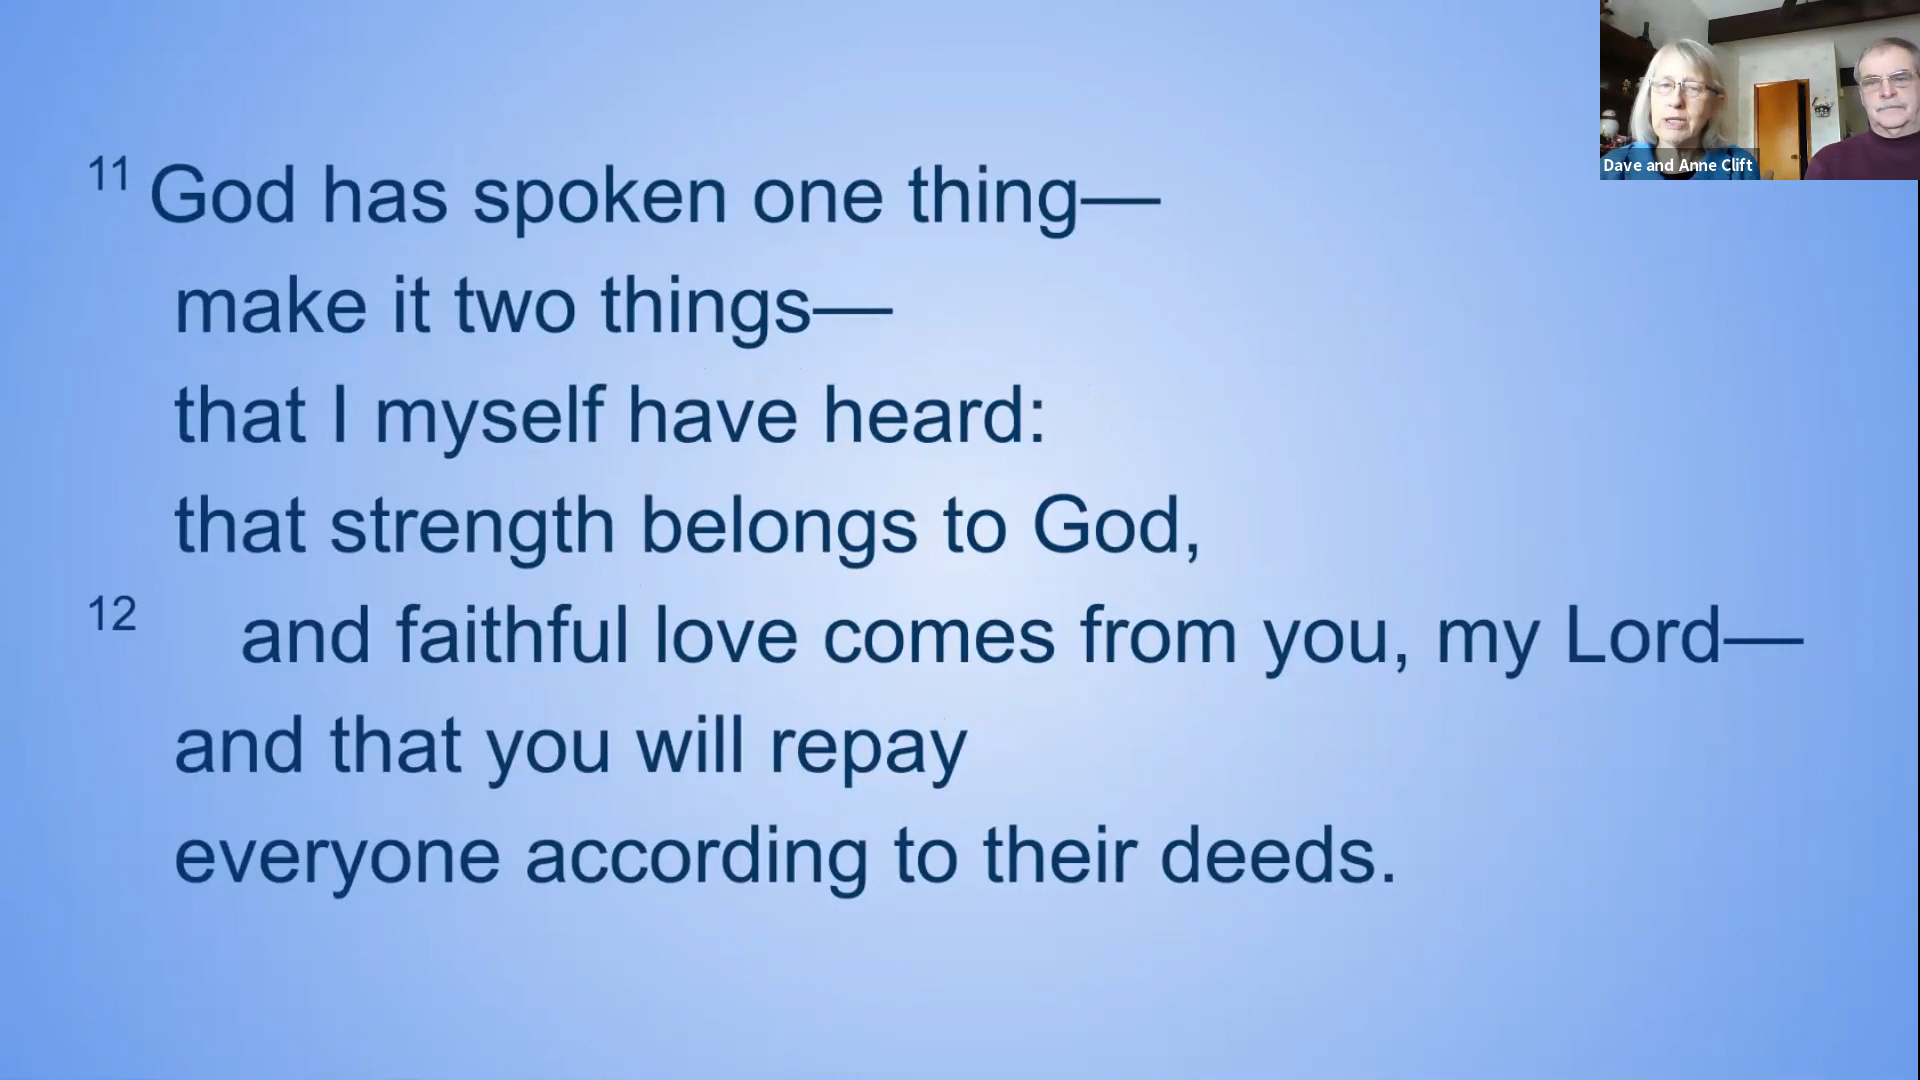 11 God has spoken one thing—
make it two things—
that I myself have heard:
that strength belongs to God,
12 and faithful love comes from you, my Lord—
and that you will repay
everyone according to their deeds.
Dave and Anne Clift